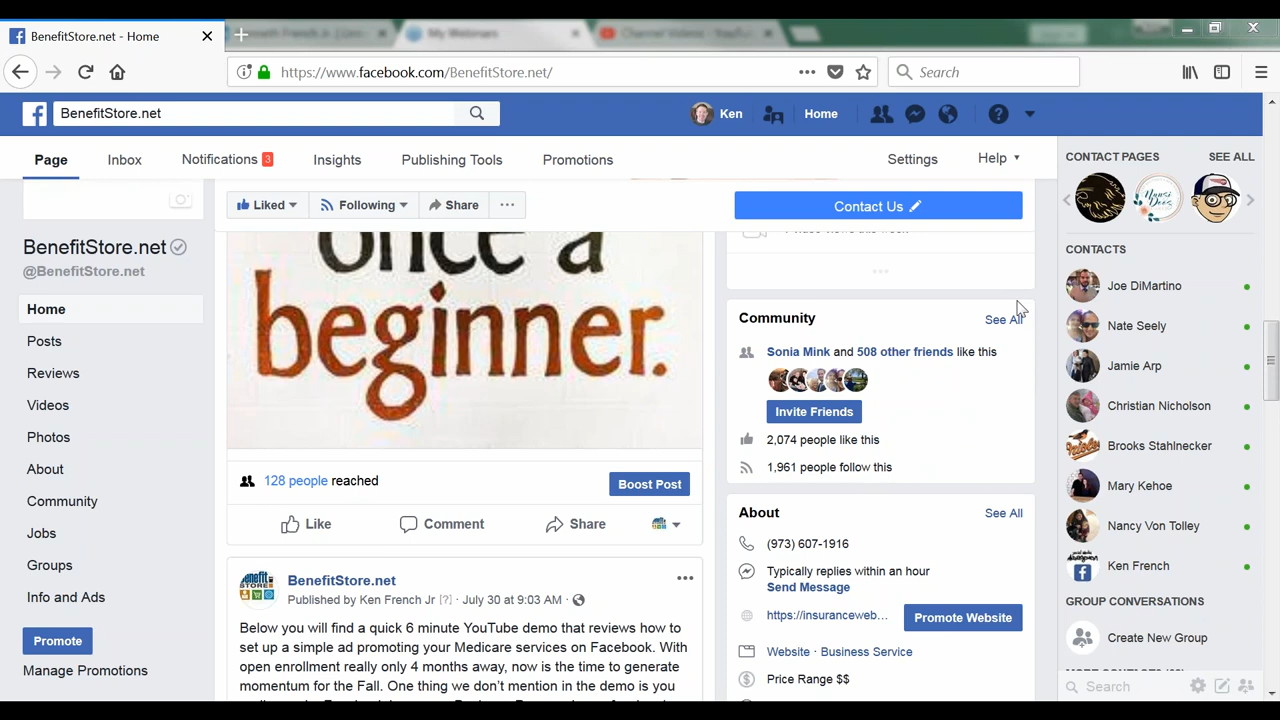 BenefitStore.net - Home
My Webinars
https://www.facebook.com/BenefitStore.net/
Search
BenefitStore.net
Ken
Home
Page
Inbox
Notifications 3
Insights
Publishing Tools
Promotions
Settings
Help
Liked
Following
Share
Contact Us
BenefitStore.net
@BenefitStore.net
Home
Posts
Reviews
Videos
Photos
About
Community
Jobs
Groups
Info and Ads
Promote
Manage Promotions
once a
beginner.
128 people reached
Boost Post
Like
Comment
Share
BenefitStore.net
Published by Ken French Jr [?] · July 30 at 9:03 AM ·
Below you will find a quick 6 minute YouTube demo that reviews how to
set up a simple ad promoting your Medicare services on Facebook. With
open enrollment really only 4 months away, now is the time to generate
momentum for the Fall. One thing we don't mention in the demo is you
Community
See All
Sonia Mink and 508 other friends like this
Invite Friends
2,074 people like this
1,961 people follow this
About
See All
(973) 607-1916
Typically replies within an hour
Send Message
https://insuranceweb...
Promote Website
Website · Business Service
Price Range $$
CONTACT PAGES
SEE ALL
CONTACTS
Joe DiMartino
Nate Seely
Jamie Arp
Christian Nicholson
Brooks Stahlnecker
Mary Kehoe
Nancy Von Tolley
Ken French
GROUP CONVERSATIONS
Create New Group
Search